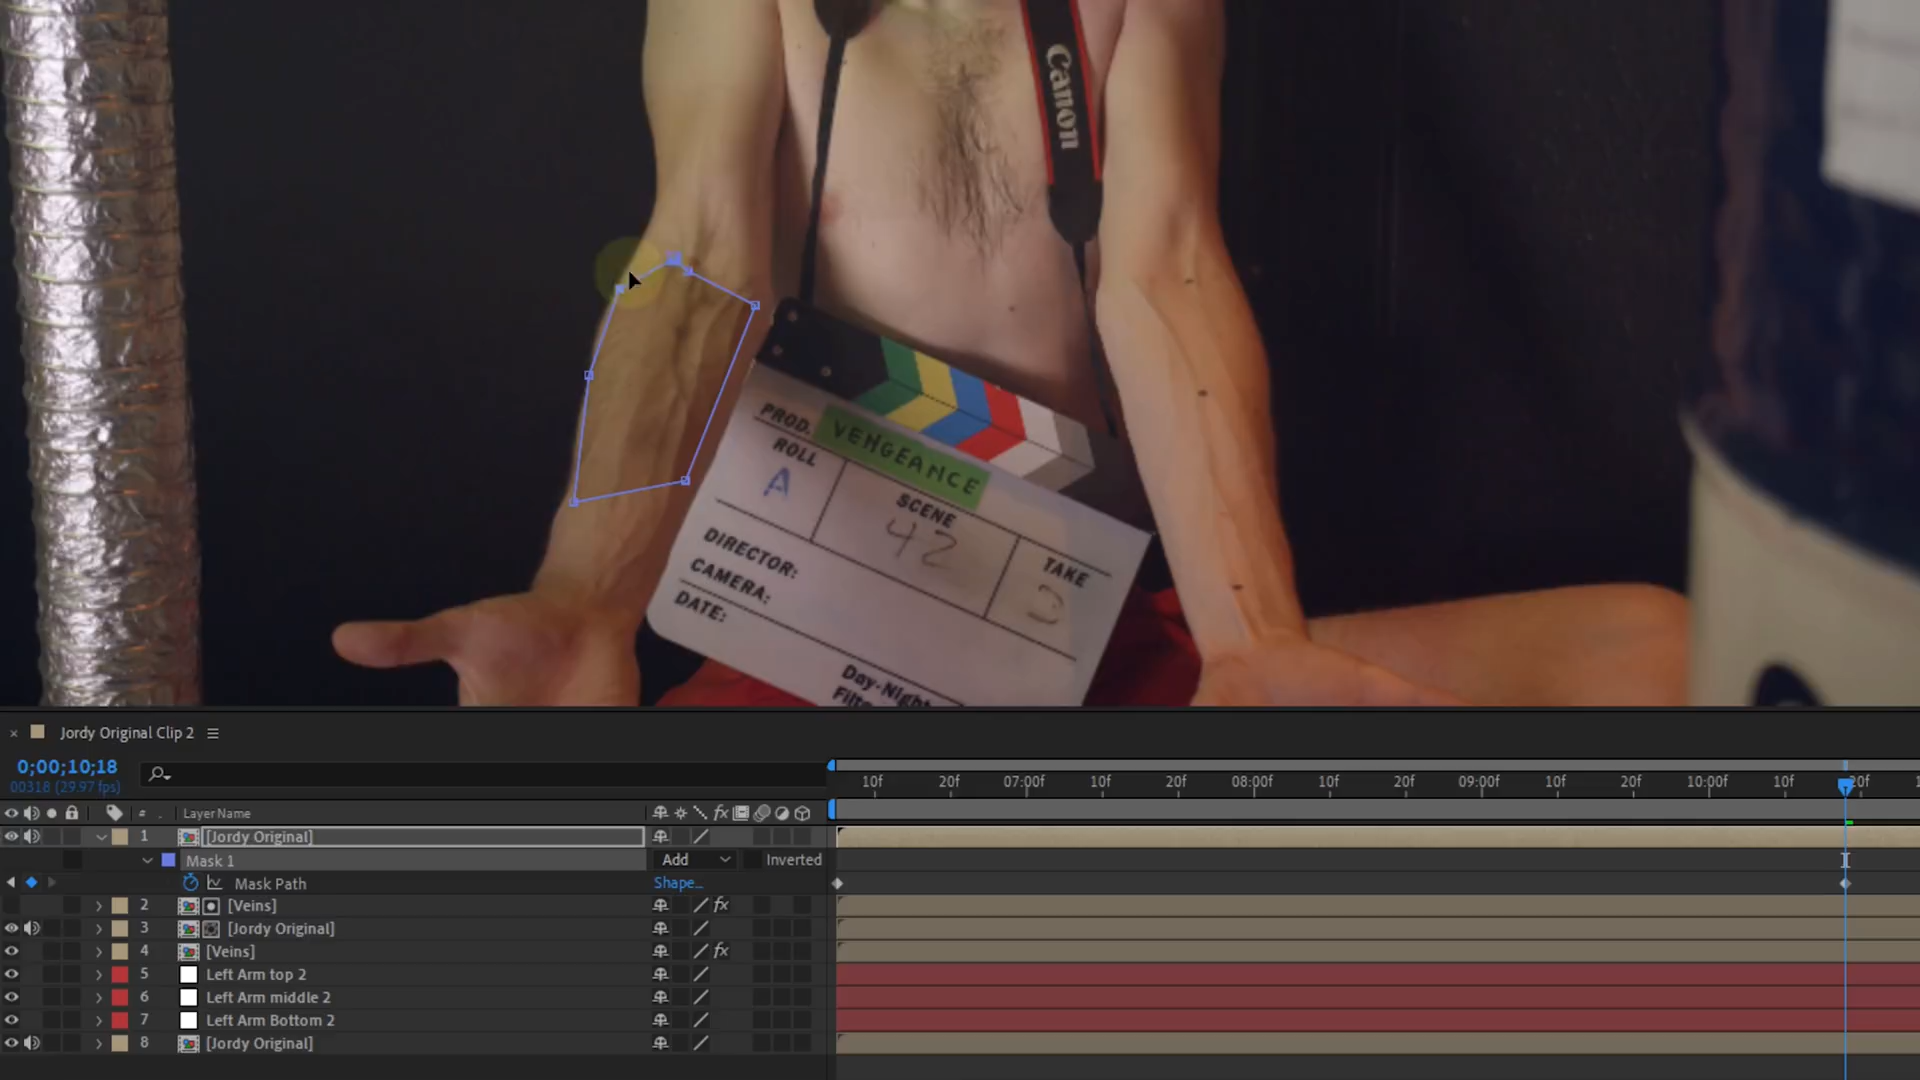 Canon
PROD. VENGEANCE
ROLL
A
SCENE
42
TAKE
DIRECTOR:
CAMERA:
DATE:
Day-Night
Jordy Original Clip 2
0;00;10;18
00318 (29.97 fps)
10f 20f 07:00f 10f 20f 08:00f 10f 20f 09:00f 10f 20f 10:00f 10f 20f
# Layer Name fx
1 [Jordy Original]
Mask 1 Add Inverted
Mask Path Shape...
2 [Veins] fx
3 [Jordy Original]
4 [Veins] fx
5 Left Arm top 2
6 Left Arm middle 2
7 Left Arm Bottom 2
8 [Jordy Original]